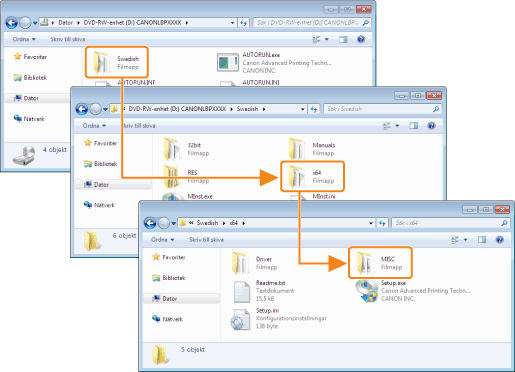 Dator ▸ DVD-RW-enhet (D:) CANONLBPXXXX ▸
Sök i DVD-RW-enhet (D:) CANONLBP...
Ordna Skriv till skiva
Favoriter
Bibliotek
Dator
Nätverk
Swedish
Filmapp
AUTORUN.exe
Canon Advanced Printing Techn...
CANON INC.
AUTORUN.INF
AUTORUN.INI
4 objekt
DVD-RW-enhet (D:) CANONLBPXXXX ▸ Swedish ▸
Sök i Swedish
Ordna Skriv till skiva
Favoriter
Bibliotek
Dator
Nätverk
32bit
Filmapp
Manuals
Filmapp
RES
Filmapp
x64
Filmapp
MInst.exe
MInst.ini
6 objekt
« Swedish ▸ x64 ▸
Sök i x64
Ordna Skriv till skiva
Favoriter
Bibliotek
Dator
Nätverk
Driver
Filmapp
MISC
Filmapp
Readme.txt
Textdokument
15,5 kB
Setup.exe
Canon Advanced Printing Techn...
CANON INC.
Setup.ini
Konfigurationsinställningar
138 byte
5 objekt